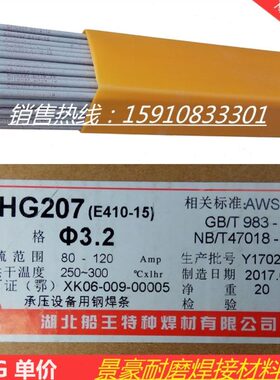 销售热线：15910833301
HG207(E410-15)
相关标准:AWS
格 Φ3.2
GB/T 983 -
NB/T47018 -
流范围 80 - 120 Amp
生产批号 Y1702
干温度 250~300 ℃xlhr
制造日期 2017.
证（鄂）XK06-009-00005
净 重 20
承压设备用钢焊条
检 验
湖北船王特种焊材有限公
G 单价
景豪耐磨焊接材料